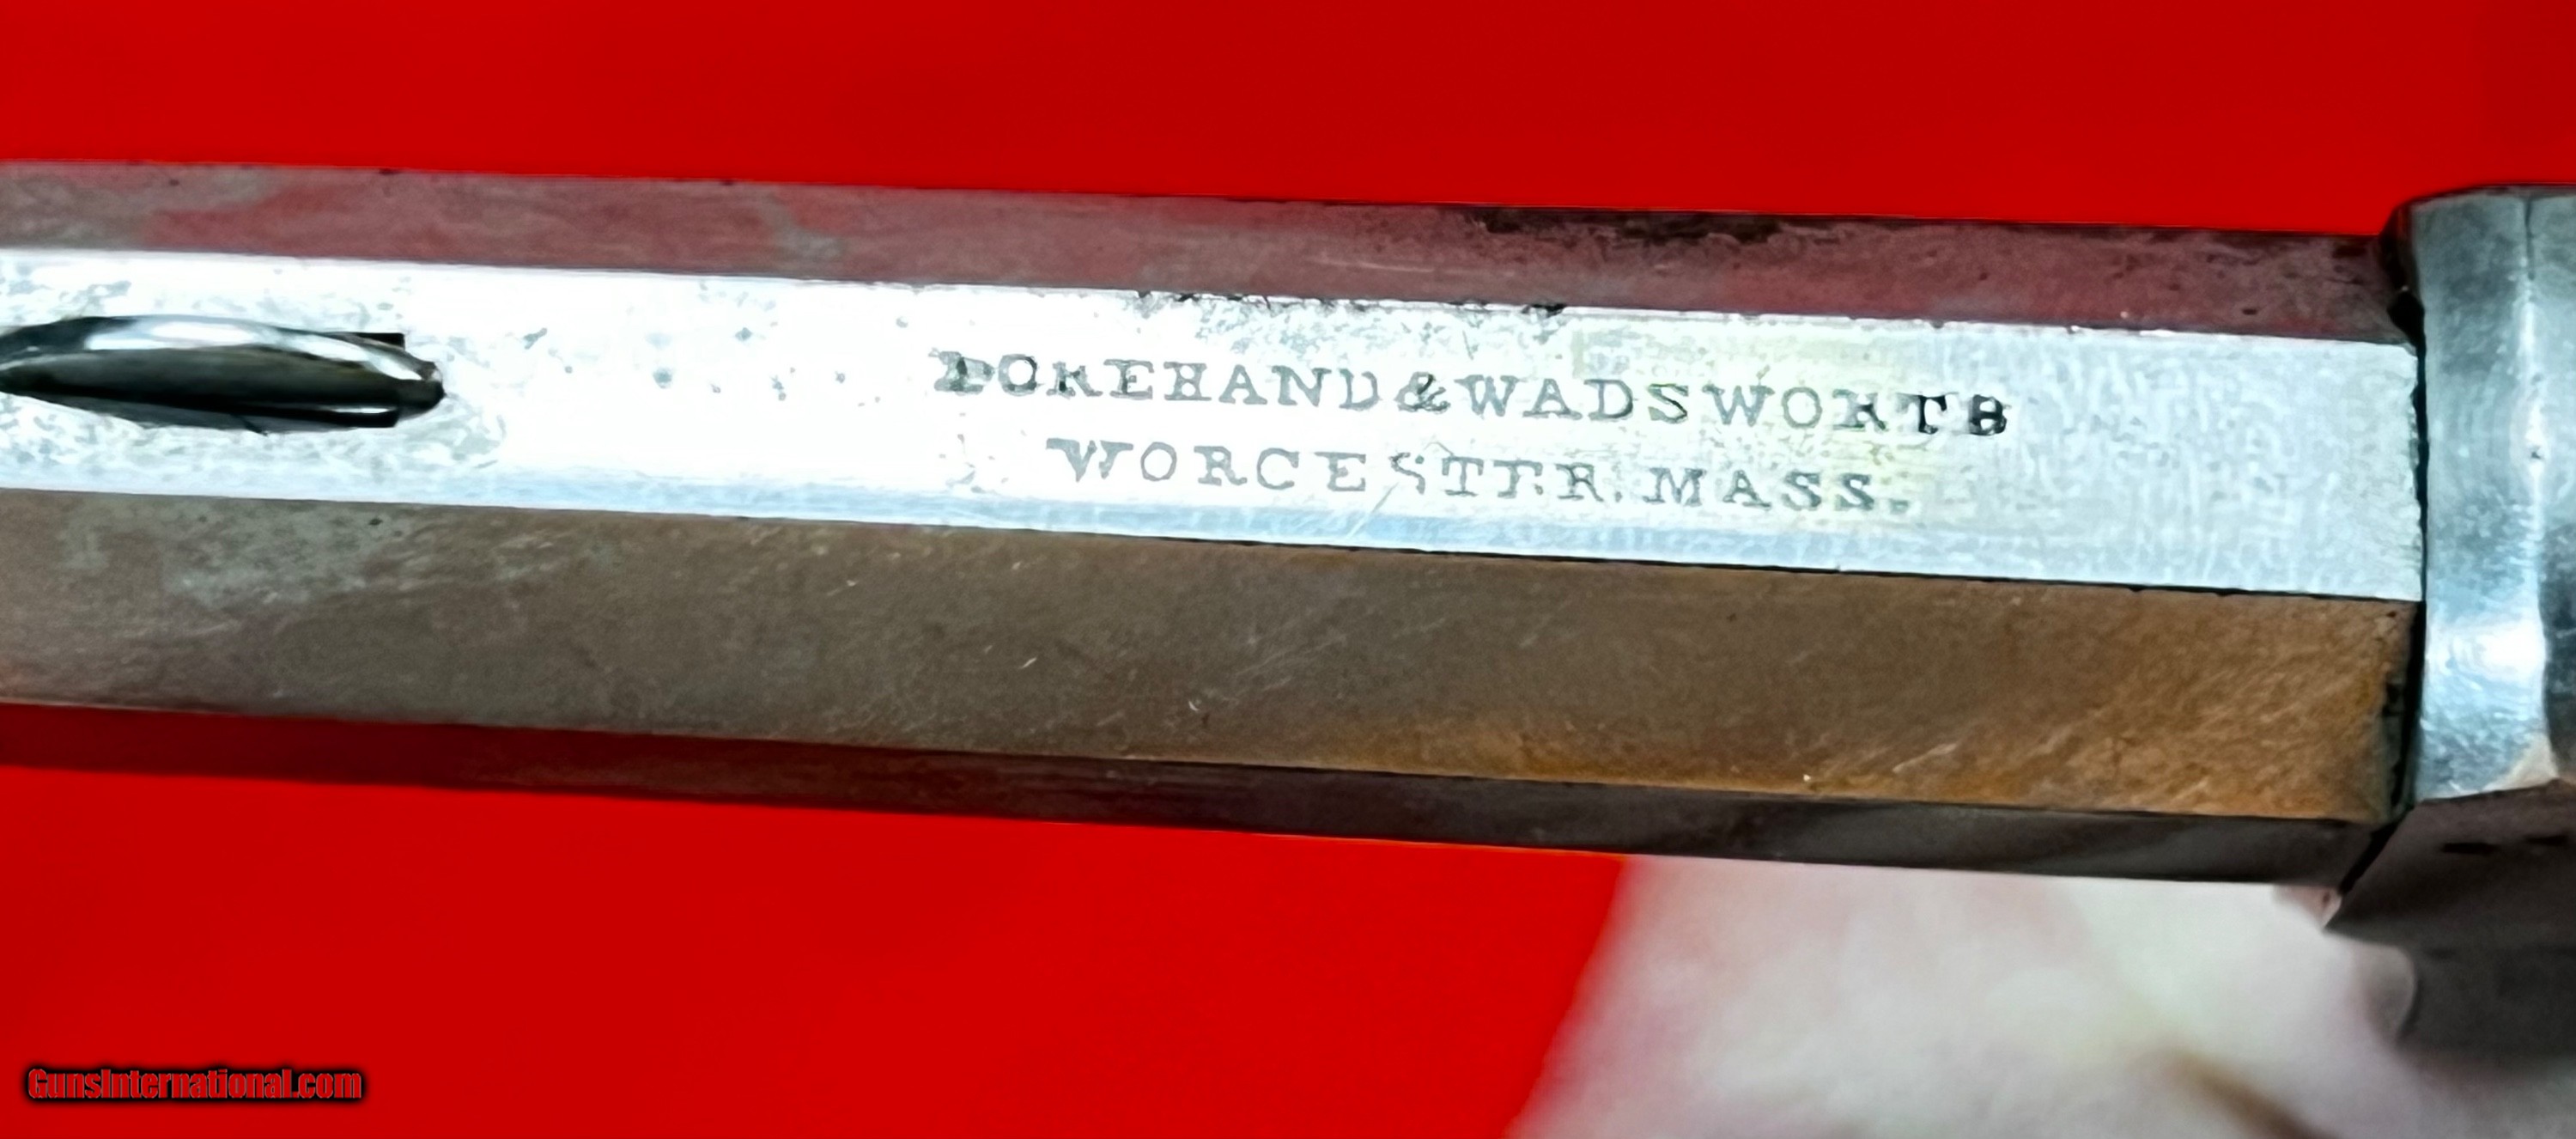 FOREHAND & WADSWORTH
WORCESTER. MASS.
GunsInternational.com